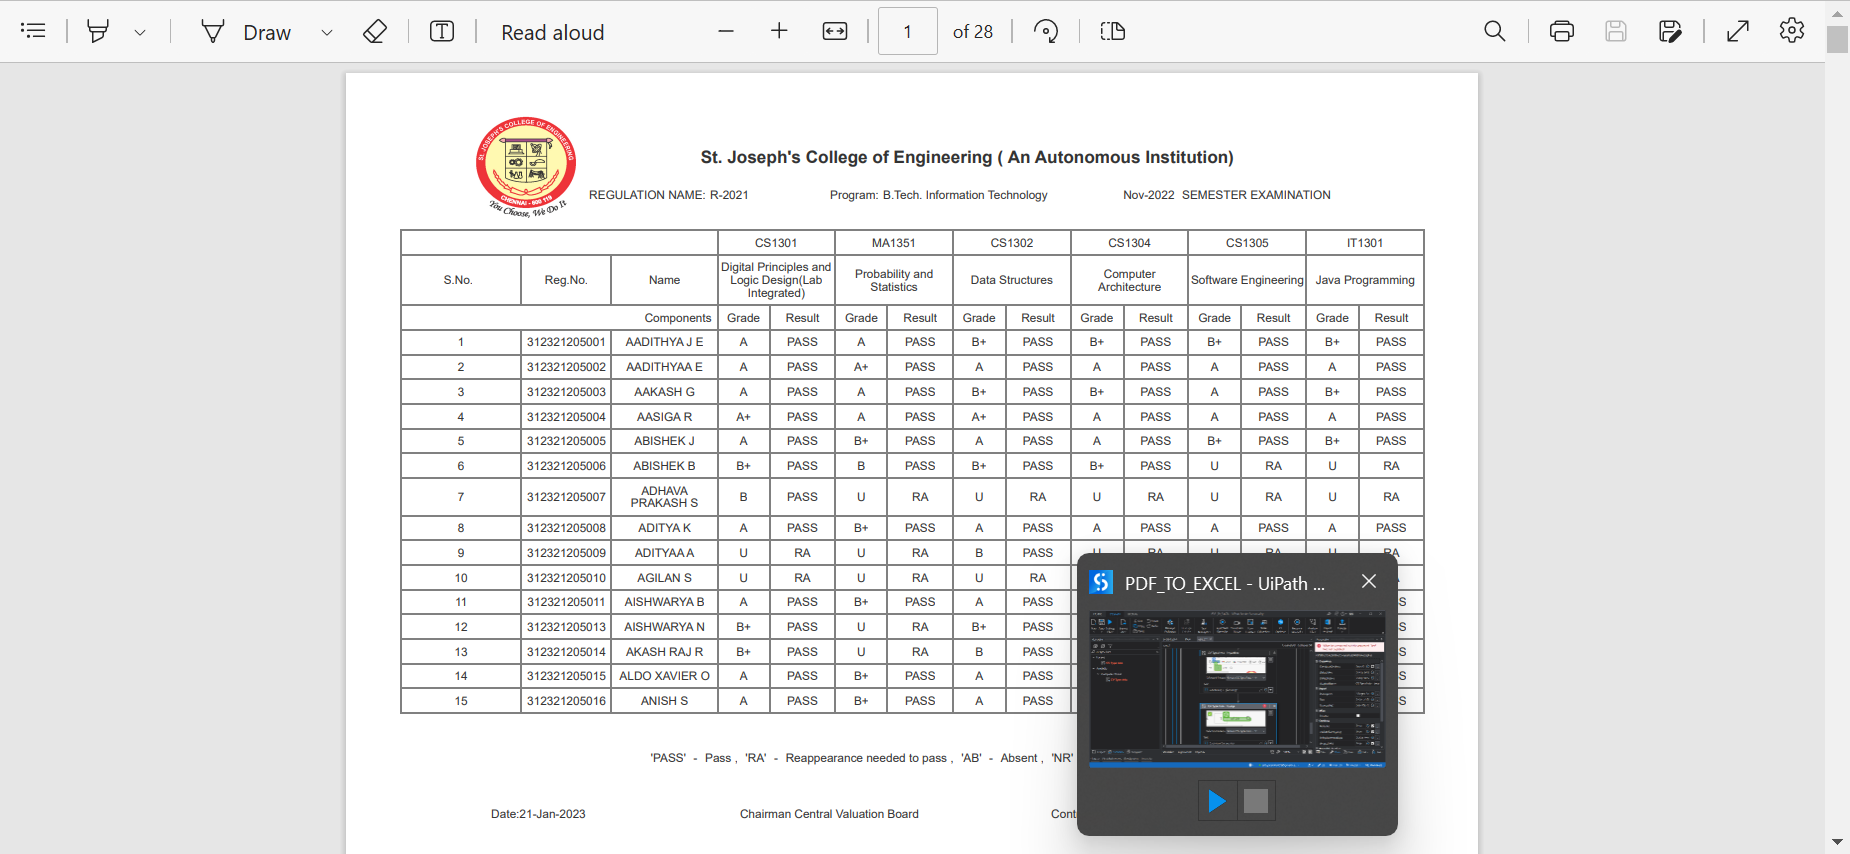 Draw
T
Read aloud
1 of 28
ST. JOSEPH'S COLLEGE OF ENGINEERING
CHENNAI - 600 119
You Choose, We Do It
St. Joseph's College of Engineering ( An Autonomous Institution)
REGULATION NAME: R-2021 Program: B.Tech. Information Technology Nov-2022 SEMESTER EXAMINATION
CS1301 MA1351 CS1302 CS1304 CS1305 IT1301
S.No. Reg.No. Name Digital Principles and Logic Design(Lab Integrated) Probability and Statistics Data Structures Computer Architecture Software Engineering Java Programming
Components Grade Result Grade Result Grade Result Grade Result Grade Result Grade Result
1 312321205001 AADITHYA J E A PASS A PASS B+ PASS B+ PASS B+ PASS B+ PASS
2 312321205002 AADITHYAA E A PASS A+ PASS A PASS A PASS A PASS A PASS
3 312321205003 AAKASH G A PASS A PASS B+ PASS B+ PASS A PASS B+ PASS
4 312321205004 AASIGA R A+ PASS A PASS A+ PASS A PASS A PASS A PASS
5 312321205005 ABISHEK J A PASS B+ PASS A PASS A PASS B+ PASS B+ PASS
6 312321205006 ABISHEK B B+ PASS B PASS B+ PASS B+ PASS U RA U RA
7 312321205007 ADHAVA PRAKASH S B PASS U RA U RA U RA U RA U RA
8 312321205008 ADITYA K A PASS B+ PASS A PASS A PASS A PASS A PASS
9 312321205009 ADITYAA A U RA U RA B PASS U RA U RA U RA
10 312321205010 AGILAN S U RA U RA U RA
11 312321205011 AISHWARYA B A PASS B+ PASS A PASS S
12 312321205013 AISHWARYA N B+ PASS U RA B+ PASS S
13 312321205014 AKASH RAJ R B+ PASS U RA B PASS S
14 312321205015 ALDO XAVIER O A PASS B+ PASS A PASS S
15 312321205016 ANISH S A PASS B+ PASS A PASS S
'PASS' - Pass , 'RA' - Reappearance needed to pass , 'AB' - Absent , 'NR'
Date:21-Jan-2023 Chairman Central Valuation Board Cont
PDF_TO_EXCEL - UiPath ...